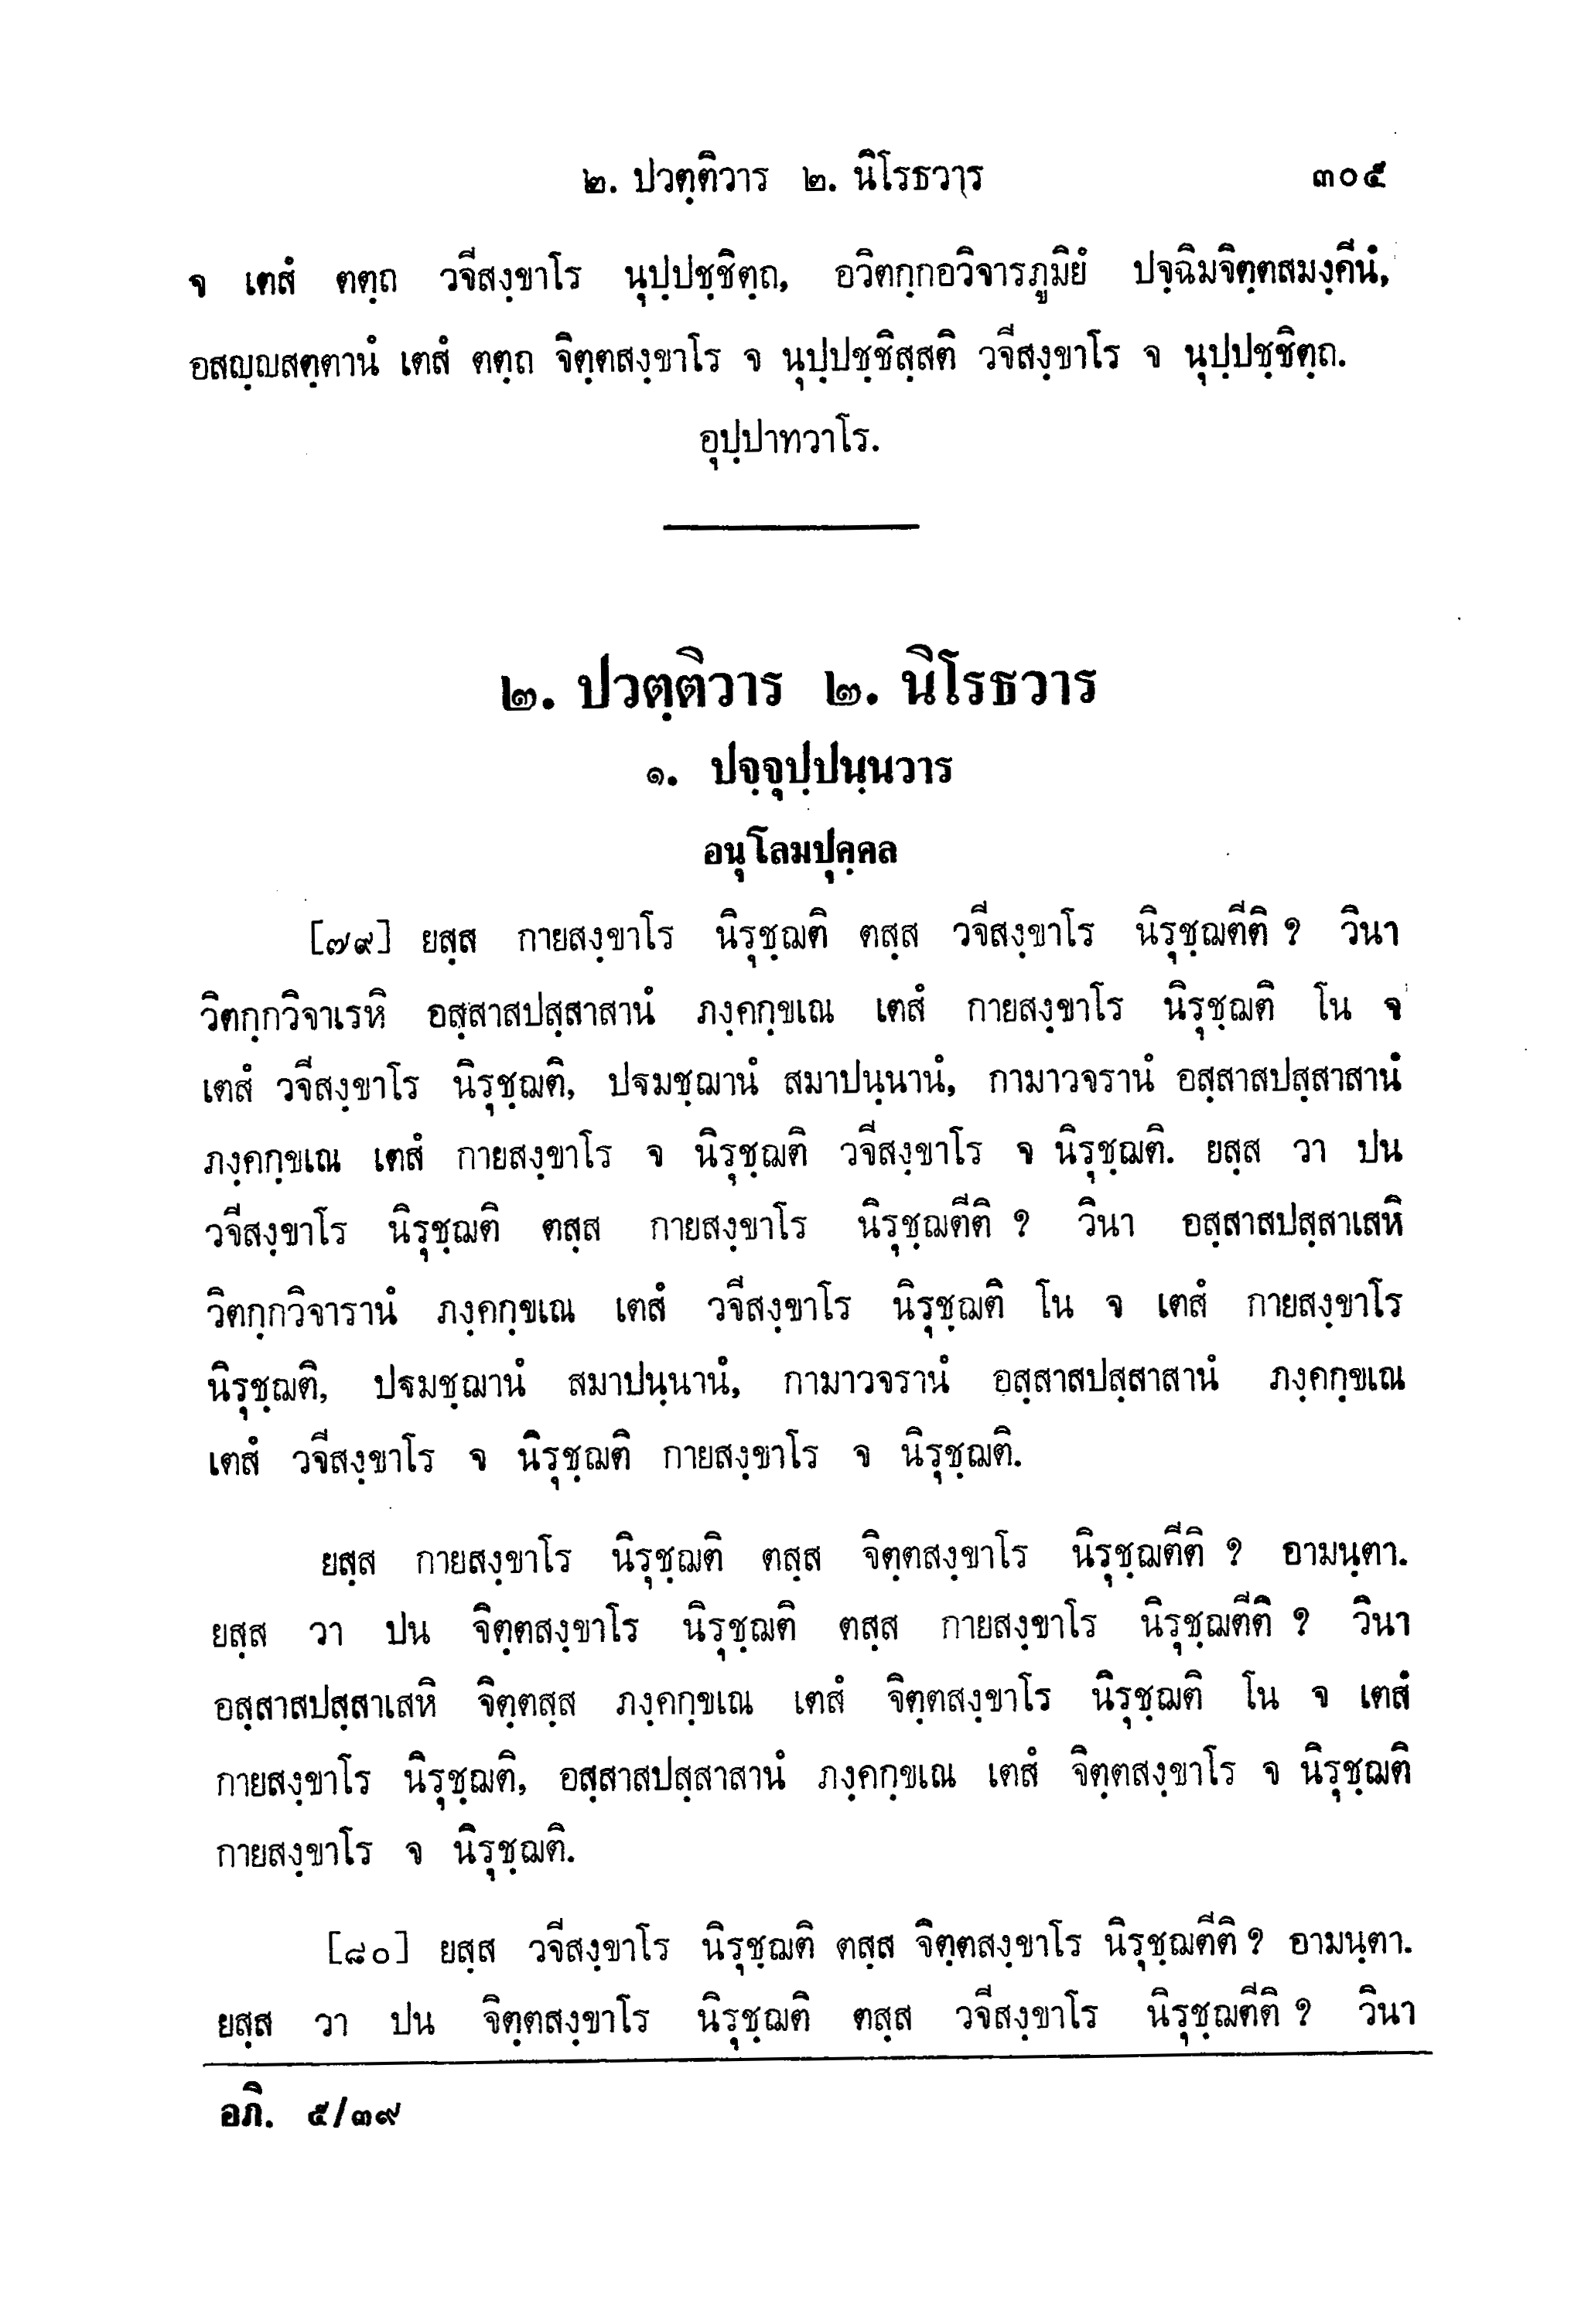 ๒. ปวตฺติวาร ๒. นิโรธวาร ๓๐๕
จ เตสํ ตตฺถ วจีสงฺขาโร นุปฺปชฺชิตฺถ, อวิตกฺกอวิจารภูมิยํ ปจฺฉิมจิตฺตสมงฺคีนํ,
อสญฺญสตฺตานํ เตสํ ตตฺถ จิตฺตสงฺขาโร จ นุปฺปชฺชิสฺสติ วจีสงฺขาโร จ นุปฺปชฺชิตฺถ.
อุปฺปาทวาโร.
๒. ปวตฺติวาร ๒. นิโรธวาร
๑. ปจฺจุปฺปนฺนวาร
อนุโลมปุคฺคล
[๗๙] ยสฺส กายสงฺขาโร นิรุชฺฌติ ตสฺส วจีสงฺขาโร นิรุชฺฌตีติ ? วินา
วิตกฺกวิจาเรหิ อสฺสาสปสฺสาสานํ ภงฺคกฺขเณ เตสํ กายสงฺขาโร นิรุชฺฌติ โน จ
เตสํ วจีสงฺขาโร นิรุชฺฌติ, ปฐมชฺฌานํ สมาปนฺนานํ, กามาวจรานํ อสฺสาสปสฺสาสานํ
ภงฺคกฺขเณ เตสํ กายสงฺขาโร จ นิรุชฺฌติ วจีสงฺขาโร จ นิรุชฺฌติ. ยสฺส วา ปน
วจีสงฺขาโร นิรุชฺฌติ ตสฺส กายสงฺขาโร นิรุชฺฌตีติ ? วินา อสฺสาสปสฺสาเสหิ
วิตกฺกวิจารานํ ภงฺคกฺขเณ เตสํ วจีสงฺขาโร นิรุชฺฌติ โน จ เตสํ กายสงฺขาโร
นิรุชฺฌติ, ปฐมชฺฌานํ สมาปนฺนานํ, กามาวจรานํ อสฺสาสปสฺสาสานํ ภงฺคกฺขเณ
เตสํ วจีสงฺขาโร จ นิรุชฺฌติ กายสงฺขาโร จ นิรุชฺฌติ.
ยสฺส กายสงฺขาโร นิรุชฺฌติ ตสฺส จิตฺตสงฺขาโร นิรุชฺฌตีติ ? อามนฺตา.
ยสฺส วา ปน จิตฺตสงฺขาโร นิรุชฺฌติ ตสฺส กายสงฺขาโร นิรุชฺฌตีติ ? วินา
อสฺสาสปสฺสาเสหิ จิตฺตสฺส ภงฺคกฺขเณ เตสํ จิตฺตสงฺขาโร นิรุชฺฌติ โน จ เตสํ
กายสงฺขาโร นิรุชฺฌติ, อสฺสาสปสฺสาสานํ ภงฺคกฺขเณ เตสํ จิตฺตสงฺขาโร จ นิรุชฺฌติ
กายสงฺขาโร จ นิรุชฺฌติ.
[๘๐] ยสฺส วจีสงฺขาโร นิรุชฺฌติ ตสฺส จิตฺตสงฺขาโร นิรุชฺฌตีติ ? อามนฺตา.
ยสฺส วา ปน จิตฺตสงฺขาโร นิรุชฺฌติ ตสฺส วจีสงฺขาโร นิรุชฺฌตีติ ? วินา
อภิ. ๕/๓๙